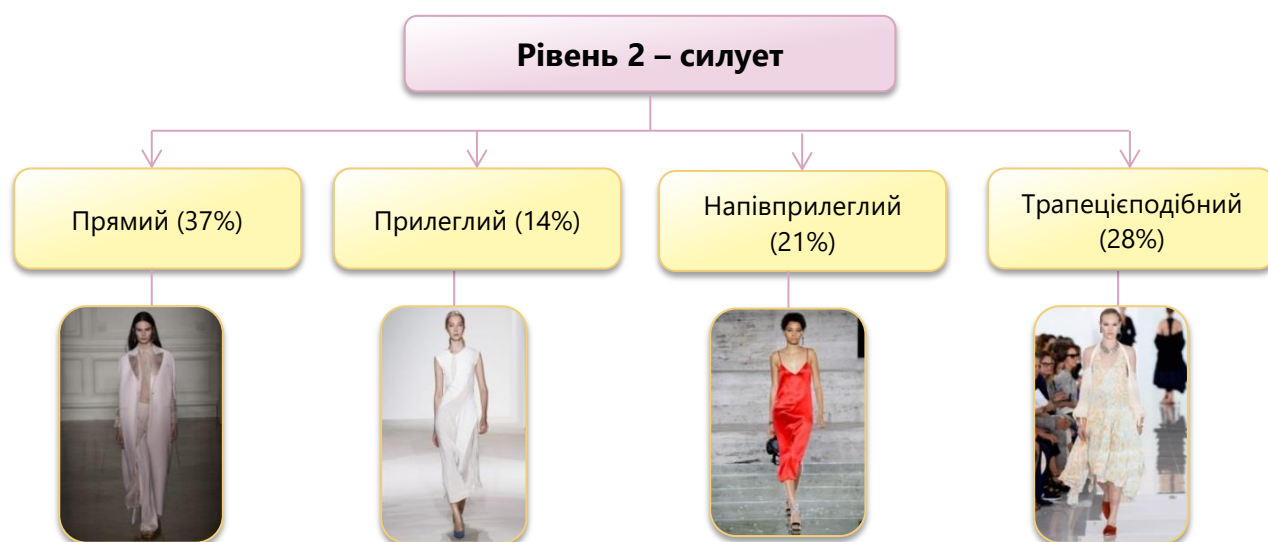 Рівень 2 – силует
Прямий (37%)
Прилеглий (14%)
Напівприлеглий
(21%)
Трапецієподібний
(28%)